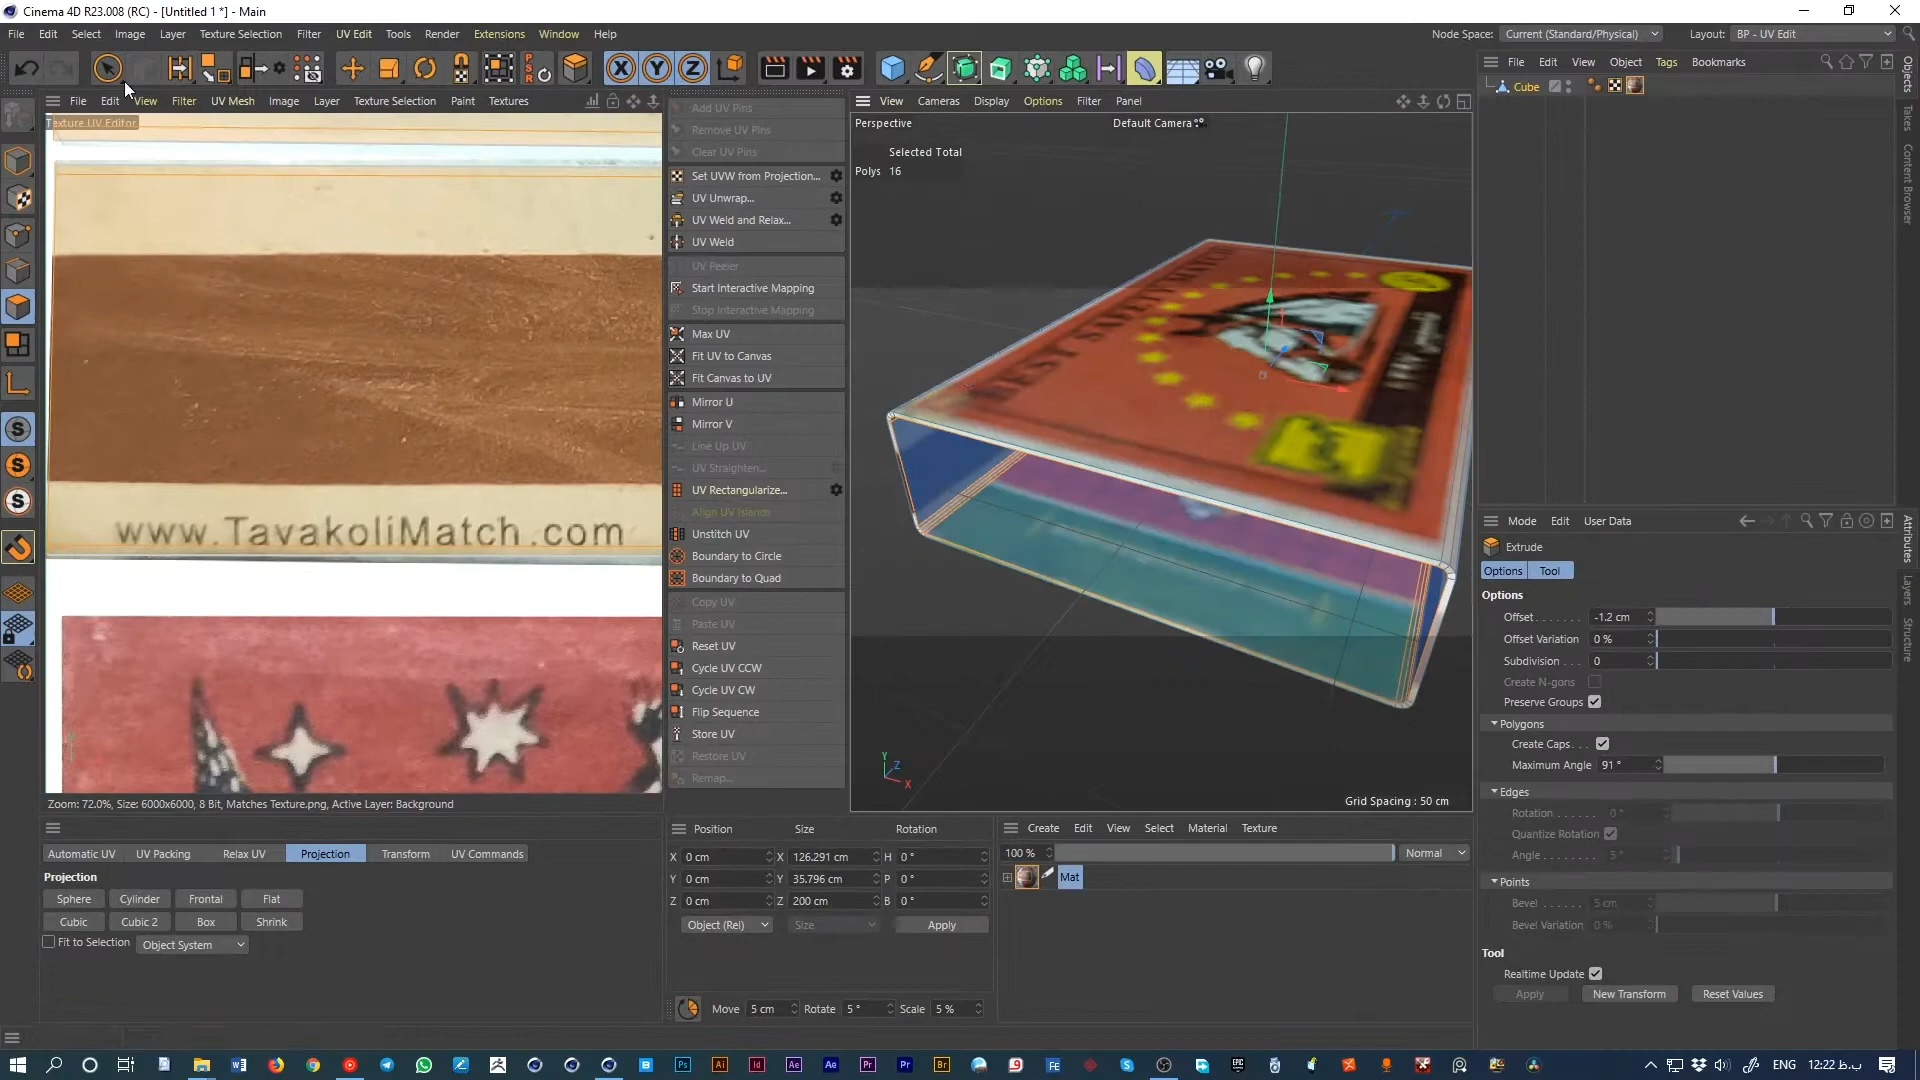 Cinema 4D R23.008 (RC) - [Untitled 1 *] - Main
File Edit Select Image Layer Texture Selection Filter UV Edit Tools Render Extensions Window Help
Node Space: Current (Standard/Physical) Layout: BP - UV Edit
File Edit View Filter UV Mesh Image Layer Texture Selection Paint Textures
Texture UV Editor
www.TavakoliMatch.com
Zoom: 72.0%, Size: 6000x6000, 8 Bit, Matches Texture.png, Active Layer: Background
Automatic UV UV Packing Relax UV Projection Transform UV Commands
Projection
Sphere Cylinder Frontal Flat
Cubic Cubic 2 Box Shrink
Fit to Selection Object System
Add UV Pins
Remove UV Pins
Clear UV Pins
Set UVW from Projection...
UV Unwrap...
UV Weld and Relax...
UV Weld
UV Peeler
Start Interactive Mapping
Stop Interactive Mapping
Max UV
Fit UV to Canvas
Fit Canvas to UV
Mirror U
Mirror V
Line Up UV
UV Straighten...
UV Rectangularize...
Align UV Islands
Unstitch UV
Boundary to Circle
Boundary to Quad
Copy UV
Paste UV
Reset UV
Cycle UV CCW
Cycle UV CW
Flip Sequence
Store UV
Restore UV
Remap...
View Cameras Display Options Filter Panel
Perspective Default Camera
Selected Total
Polys 16
BEST SAFETY MATCH
Y
Z
X
Grid Spacing : 50 cm
Position Size Rotation
X 0 cm X 126.291 cm H 0 °
Y 0 cm Y 35.796 cm P 0 °
Z 0 cm Z 200 cm B 0 °
Object (Rel) Size Apply
Move 5 cm Rotate 5 ° Scale 5 %
Create Edit View Select Material Texture
100 % Normal
Mat
File Edit View Object Tags Bookmarks
Cube
Objects
Takes
Content Browser
Mode Edit User Data
Extrude
Options Tool
Options
Offset . . . . . . . -1.2 cm
Offset Variation 0 %
Subdivision . . . 0
Create N-gons
Preserve Groups
Polygons
Create Caps. . .
Maximum Angle 91 °
Edges
Rotation . . . . . . 0 °
Quantize Rotation
Angle . . . . . . . . 5 °
Points
Bevel . . . . . . . . 5 cm
Bevel Variation . 0 %
Tool
Realtime Update
Apply New Transform Reset Values
Attributes
Layers
Structure
ENG 12:22 ب.ظ